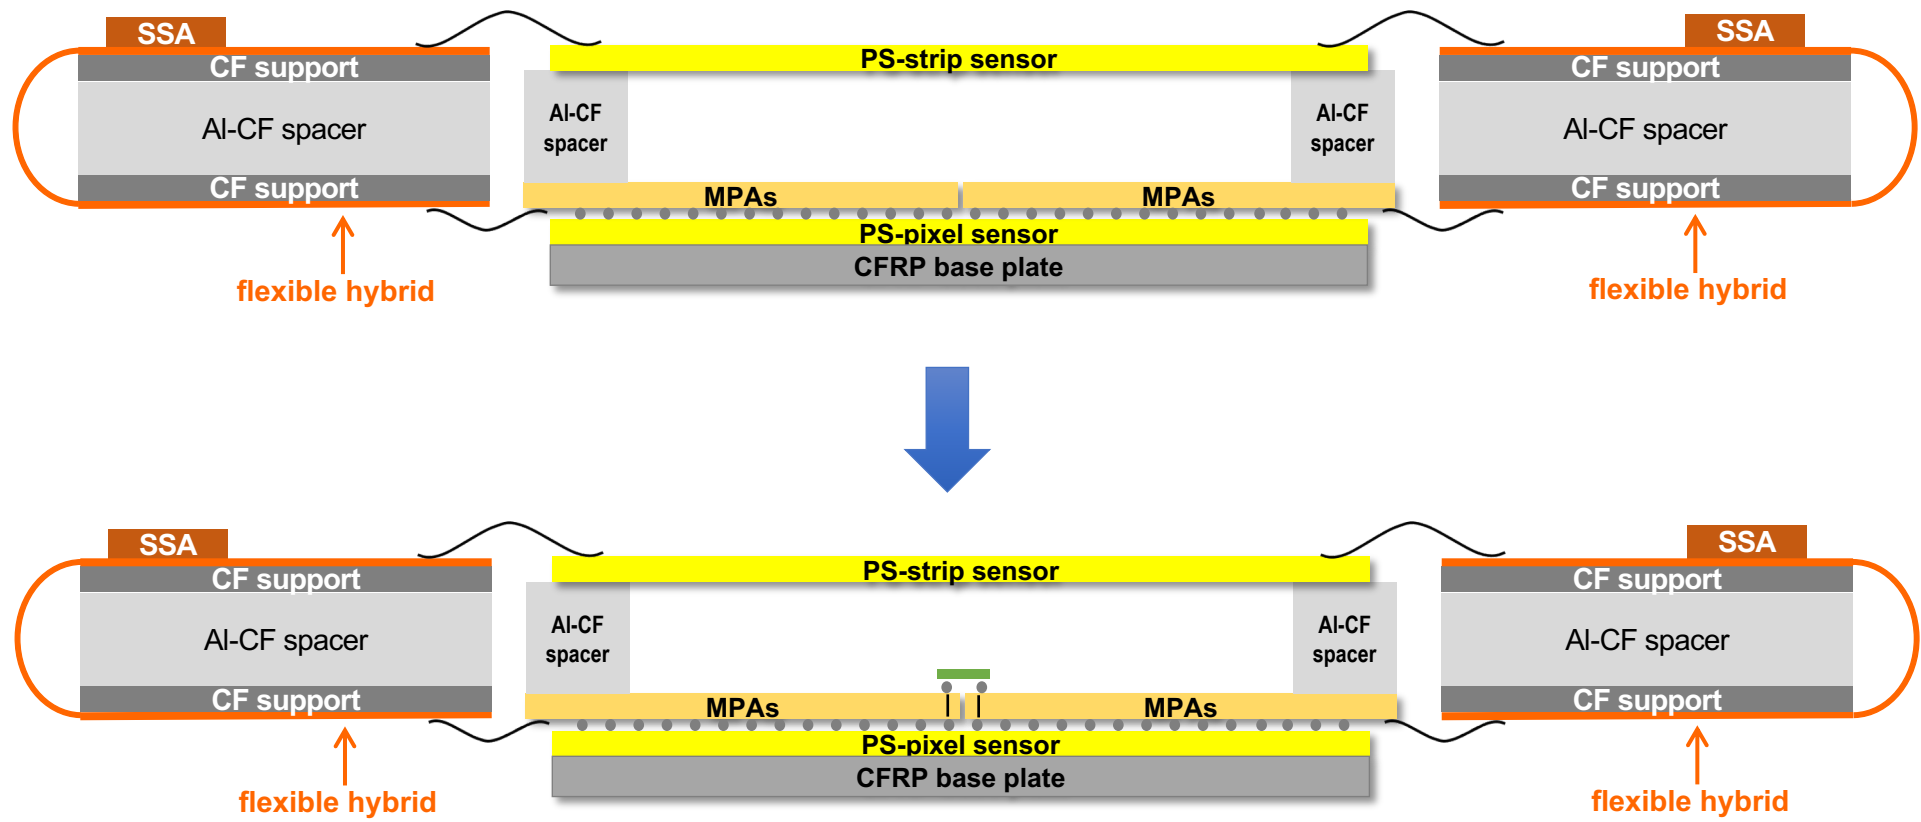 SSA
SSA
PS-strip sensor
CF support
CF support
Al-CF spacer
Al-CF
spacer
Al-CF
spacer
Al-CF spacer
CF support
MPAs
MPAs
CF support
PS-pixel sensor
CFRP base plate
flexible hybrid
flexible hybrid
SSA
SSA
PS-strip sensor
CF support
CF support
Al-CF spacer
Al-CF
spacer
Al-CF
spacer
Al-CF spacer
CF support
MPAs
MPAs
CF support
PS-pixel sensor
CFRP base plate
flexible hybrid
flexible hybrid